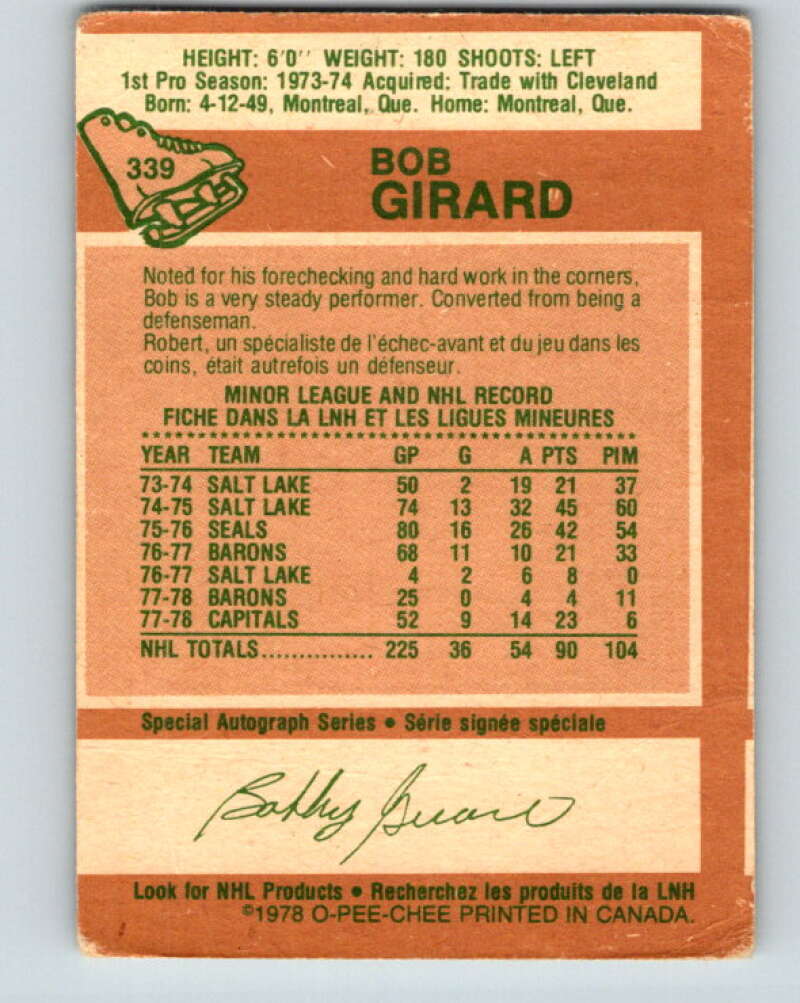 HEIGHT: 6'0'' WEIGHT: 180 SHOOTS: LEFT
1st Pro Season: 1973-74 Acquired: Trade with Cleveland
Born: 4-12-49, Montreal, Que. Home: Montreal, Que.
339
BOB
GIRARD
Noted for his forechecking and hard work in the corners,
Bob is a very steady performer. Converted from being a
defenseman.
Robert, un spécialiste de l'échec-avant et du jeu dans les
coins, était autrefois un défenseur.
MINOR LEAGUE AND NHL RECORD
FICHE DANS LA LNH ET LES LIGUES MINEURES
YEAR TEAM GP G A PTS PIM
73-74 SALT LAKE 50 2 19 21 37
74-75 SALT LAKE 74 13 32 45 60
75-76 SEALS 80 16 26 42 54
76-77 BARONS 68 11 10 21 33
76-77 SALT LAKE 4 2 6 8 0
77-78 BARONS 25 0 4 4 11
77-78 CAPITALS 52 9 14 23 6
NHL TOTALS............... 225 36 54 90 104
Special Autograph Series • Série signée spéciale
Bobby Girard
Look for NHL Products • Recherchez les produits de la LNH
©1978 O-PEE-CHEE PRINTED IN CANADA.